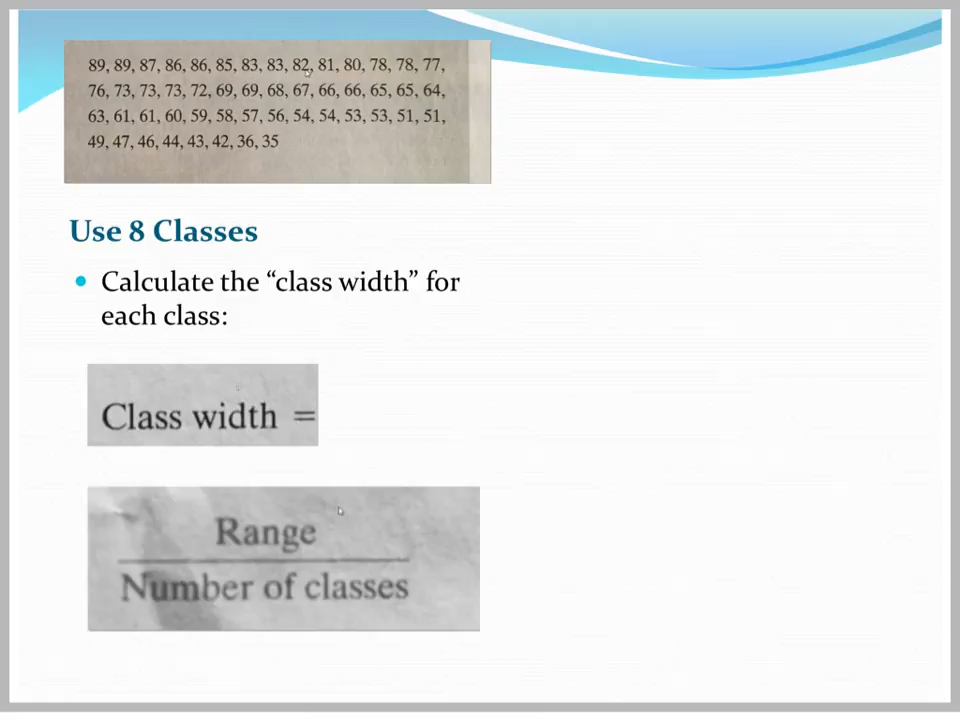 89, 89, 87, 86, 86, 85, 83, 83, 82, 81, 80, 78, 78, 77,
76, 73, 73, 73, 72, 69, 69, 68, 67, 66, 66, 65, 65, 64,
63, 61, 61, 60, 59, 58, 57, 56, 54, 54, 53, 53, 51, 51,
49, 47, 46, 44, 43, 42, 36, 35
Use 8 Classes
• Calculate the “class width” for
each class:
Class width =
Range
Number of classes